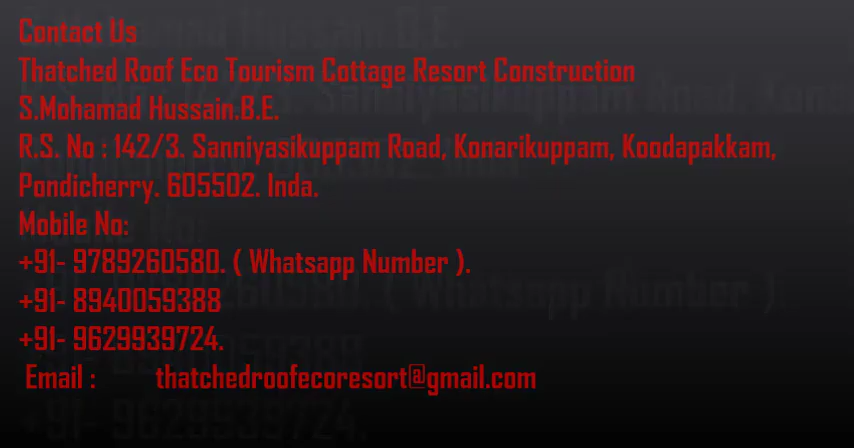 Contact Us
Thatched Roof Eco Tourism Cottage Resort Construction
S.Mohamad Hussain.B.E.
R.S. No : 142/3. Sanniyasikuppam Road, Konarikuppam, Koodapakkam,
Pondicherry. 605502. Inda.
Mobile No:
+91- 9789260580. ( Whatsapp Number ).
+91- 8940059388
+91- 9629939724.
Email : thatchedroofecoresort@gmail.com